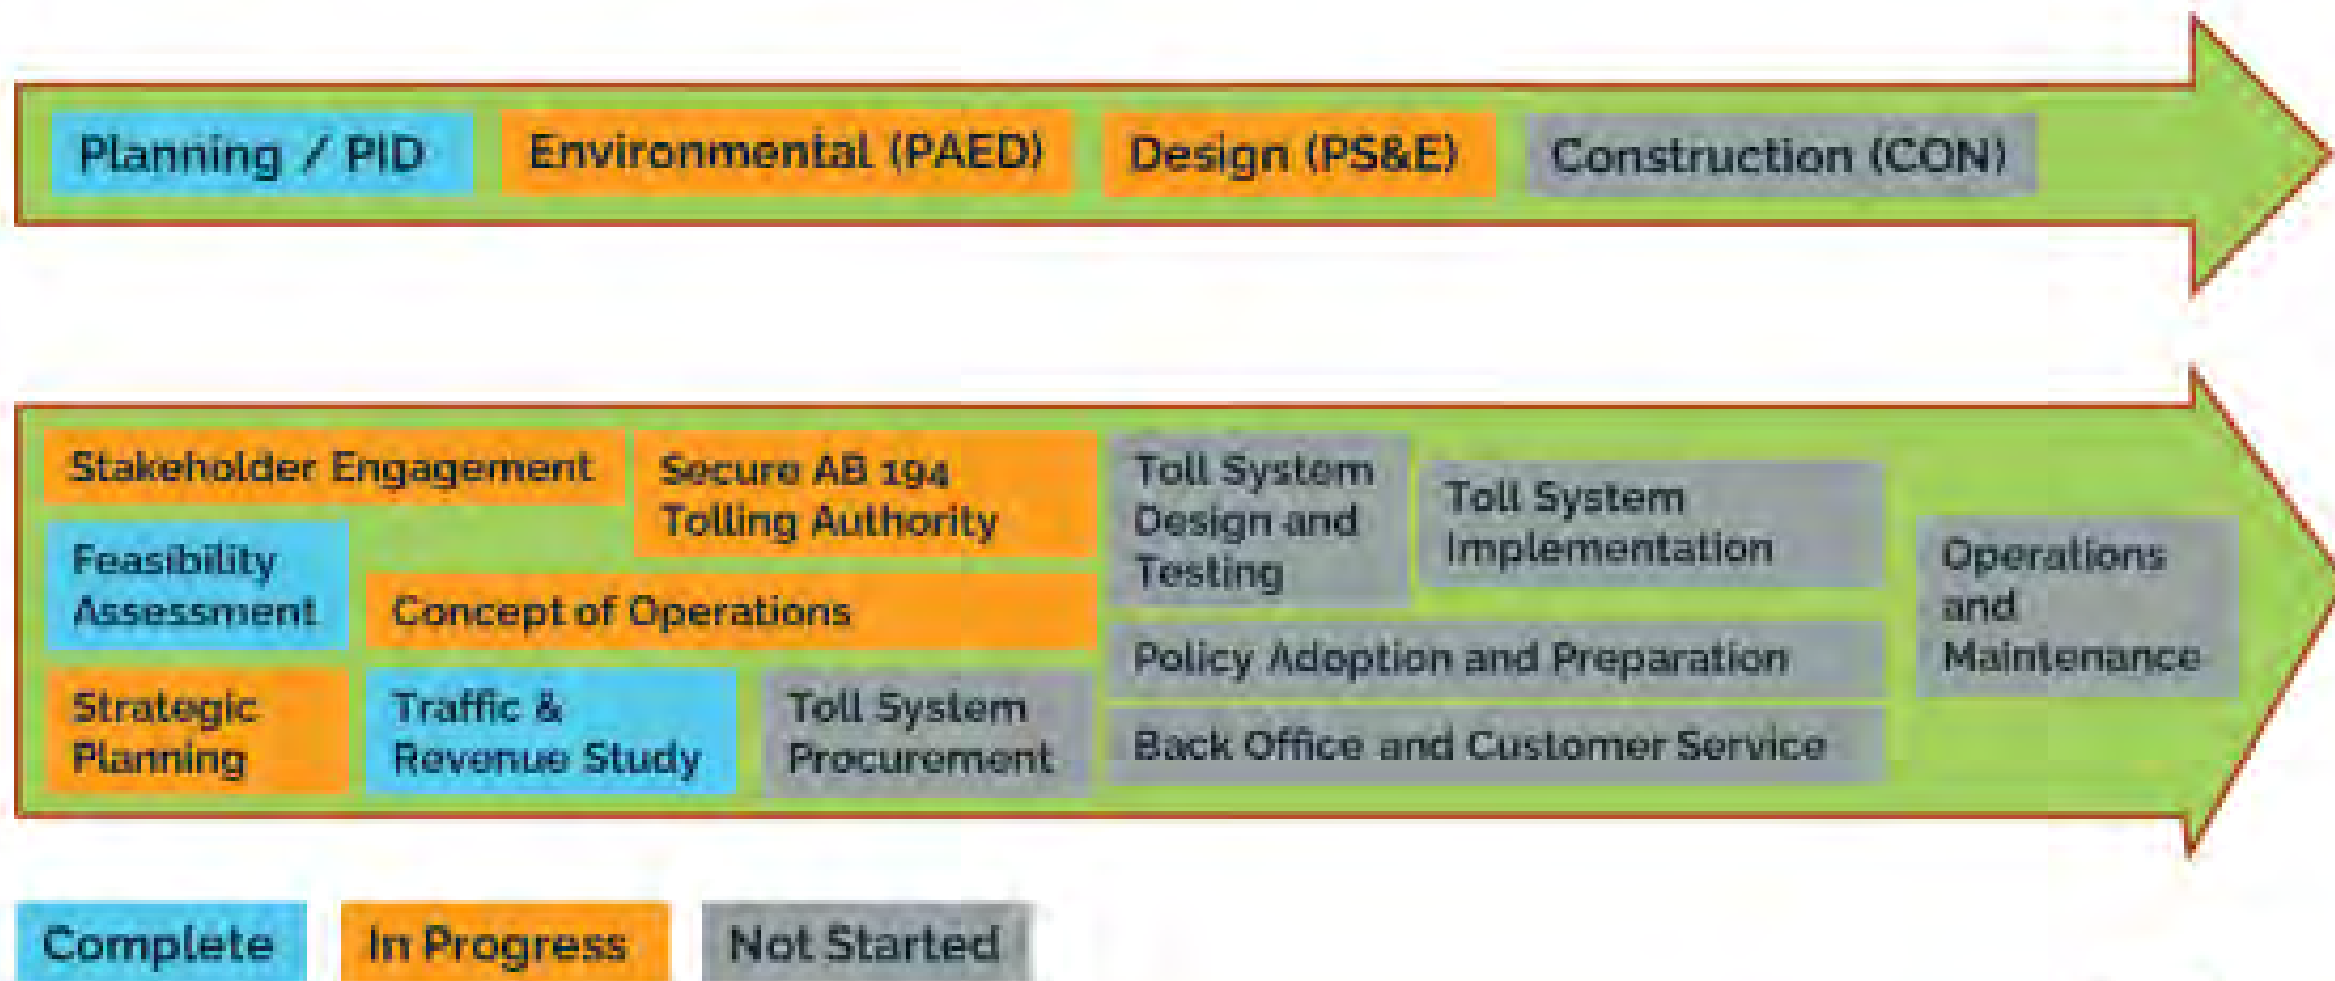 Planning / PID
Environmental (PAED)
Design (PS&E)
Construction (CON)
Stakeholder Engagement
Secure AB 194
Tolling Authority
Feasibility
Assessment
Concept of Operations
Strategic
Planning
Traffic &
Revenue Study
Toll System
Procurement
Toll System
Design and
Testing
Toll System
Implementation
Policy Adoption and Preparation
Back Office and Customer Service
Operations
and
Maintenance
Complete
In Progress
Not Started